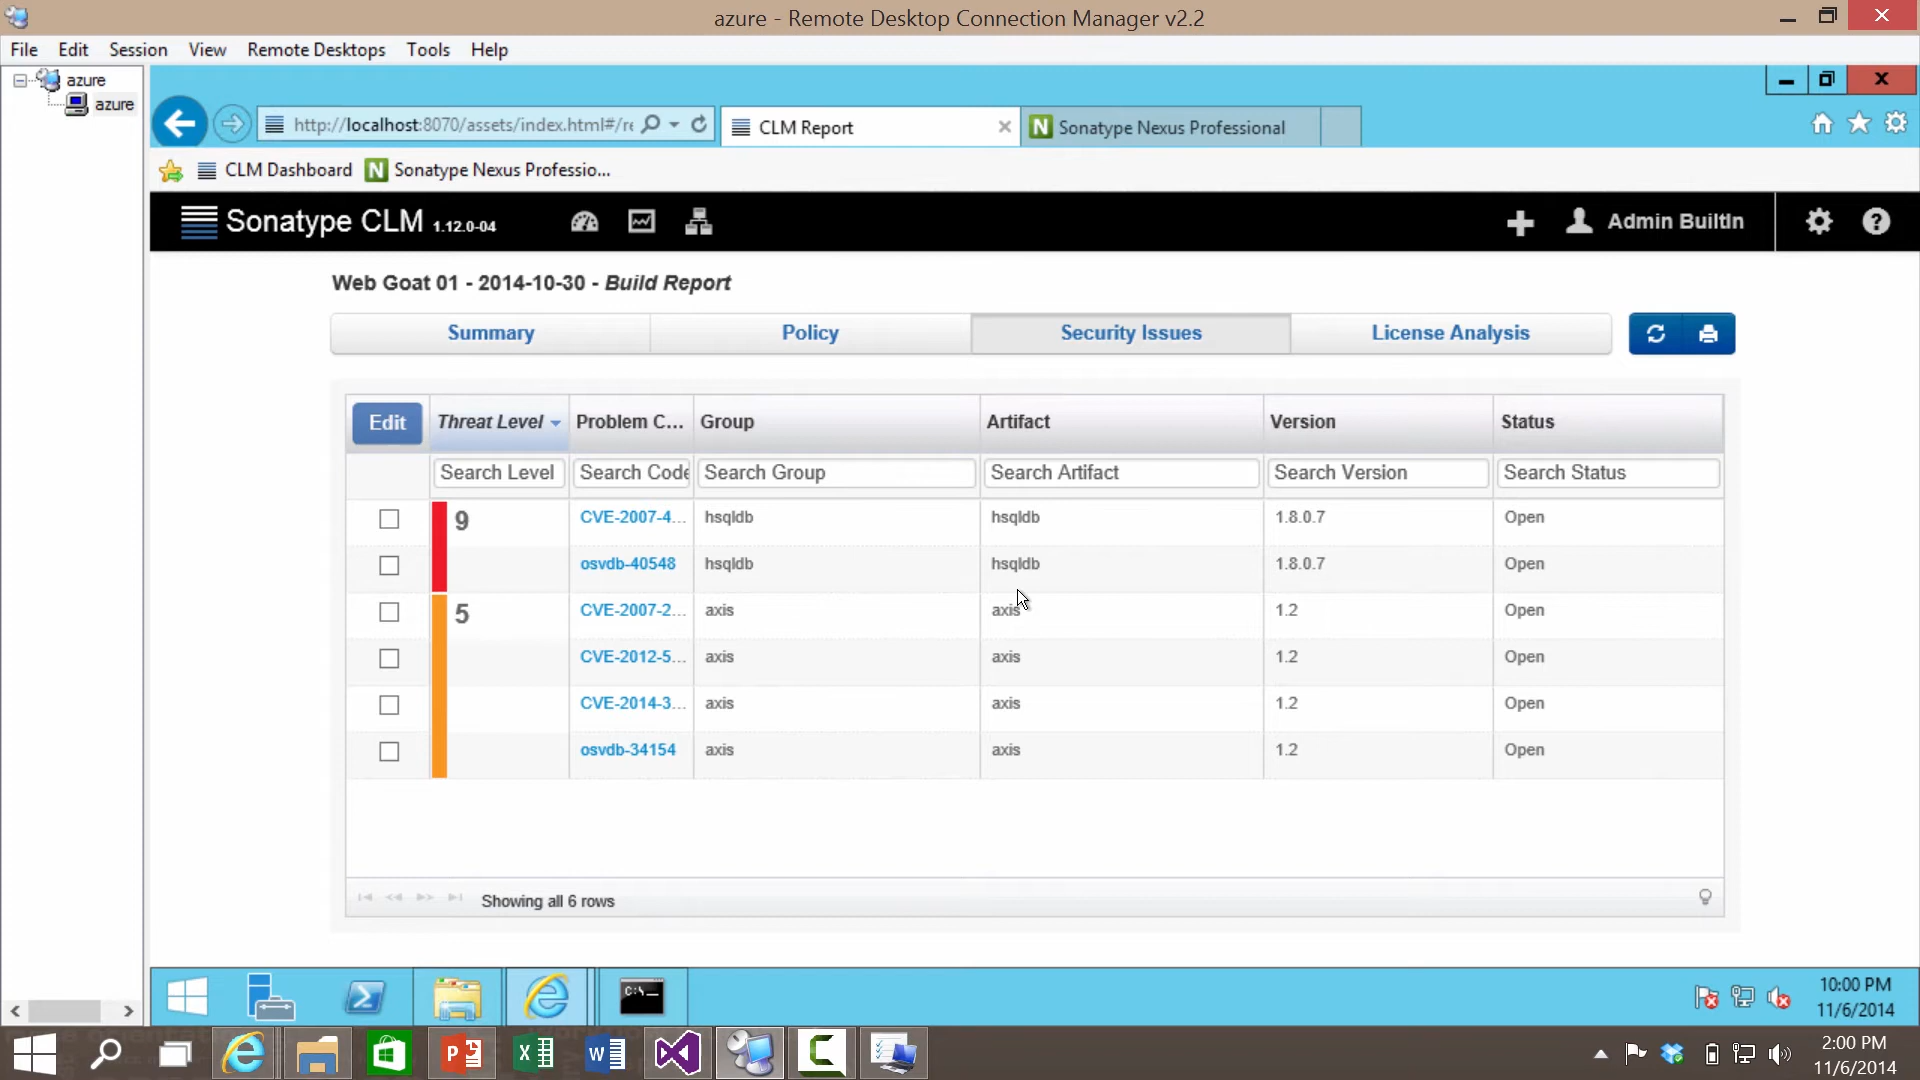 azure - Remote Desktop Connection Manager v2.2
File Edit Session View Remote Desktops Tools Help
azure
azure
http://localhost:8070/assets/index.html#/re
CLM Report
Sonatype Nexus Professional
CLM Dashboard
Sonatype Nexus Professio...
Sonatype CLM 1.12.0-04
Admin BuiltIn
Web Goat 01 - 2014-10-30 - Build Report
Summary Policy Security Issues License Analysis
Edit Threat Level Problem C... Group Artifact Version Status
Search Level Search Code Search Group Search Artifact Search Version Search Status
9 CVE-2007-4... hsqldb hsqldb 1.8.0.7 Open
osvdb-40548 hsqldb hsqldb 1.8.0.7 Open
5 CVE-2007-2... axis axis 1.2 Open
CVE-2012-5... axis axis 1.2 Open
CVE-2014-3... axis axis 1.2 Open
osvdb-34154 axis axis 1.2 Open
Showing all 6 rows
C:\
10:00 PM
11/6/2014
2:00 PM
11/6/2014